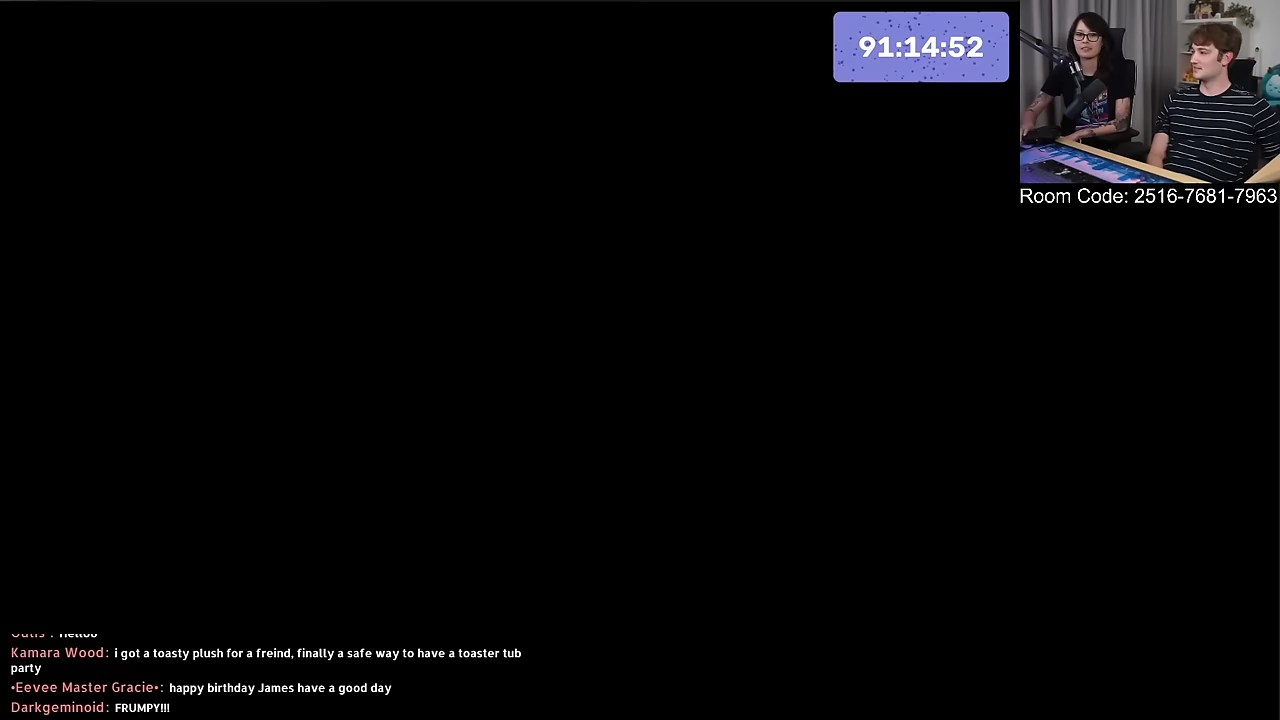 91:14:52
Room Code: 2516-7681-7963
Kamara Wood: i got a toasty plush for a freind, finally a safe way to have a toaster tub
party
•Eevee Master Gracie•: happy birthday James have a good day
Darkgeminoid: FRUMPY!!!